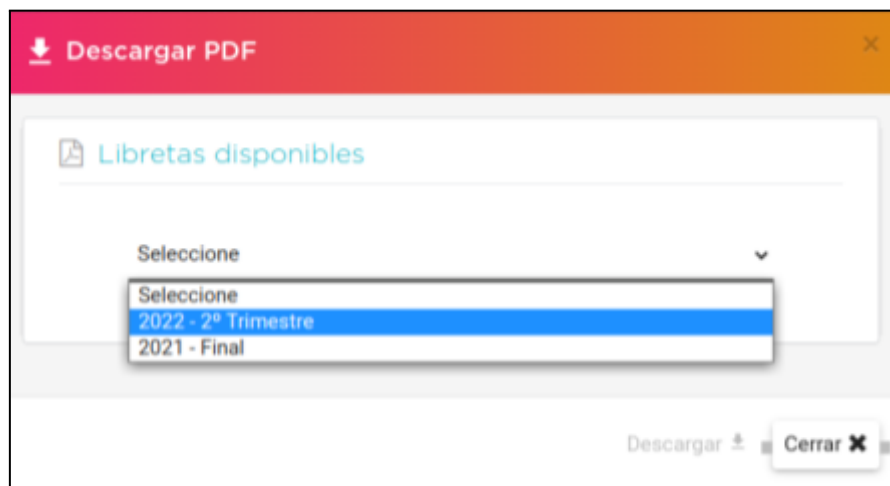 Descargar PDF
Libretas disponibles
Seleccione
Seleccione
2022 - 2º Trimestre
2021 - Final
Descargar
Cerrar